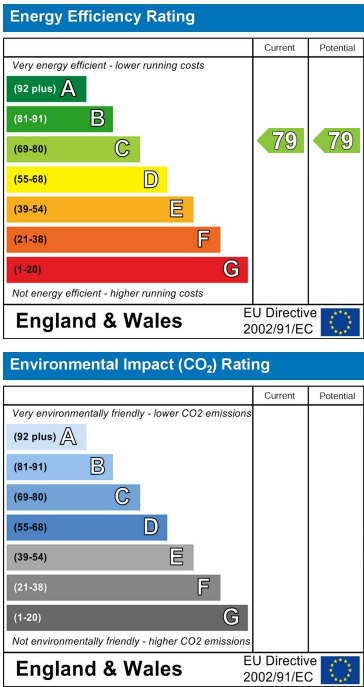 Energy Efficiency Rating
Current Potential
Very energy efficient - lower running costs
(92 plus) A
(81-91) B
(69-80) C 79 79
(55-68) D
(39-54) E
(21-38) F
(1-20) G
Not energy efficient - higher running costs
England & Wales
EU Directive
2002/91/EC
Environmental Impact (CO₂) Rating
Current Potential
Very environmentally friendly - lower CO2 emissions
(92 plus) A
(81-91) B
(69-80) C
(55-68) D
(39-54) E
(21-38) F
(1-20) G
Not environmentally friendly - higher CO2 emissions
England & Wales
EU Directive
2002/91/EC